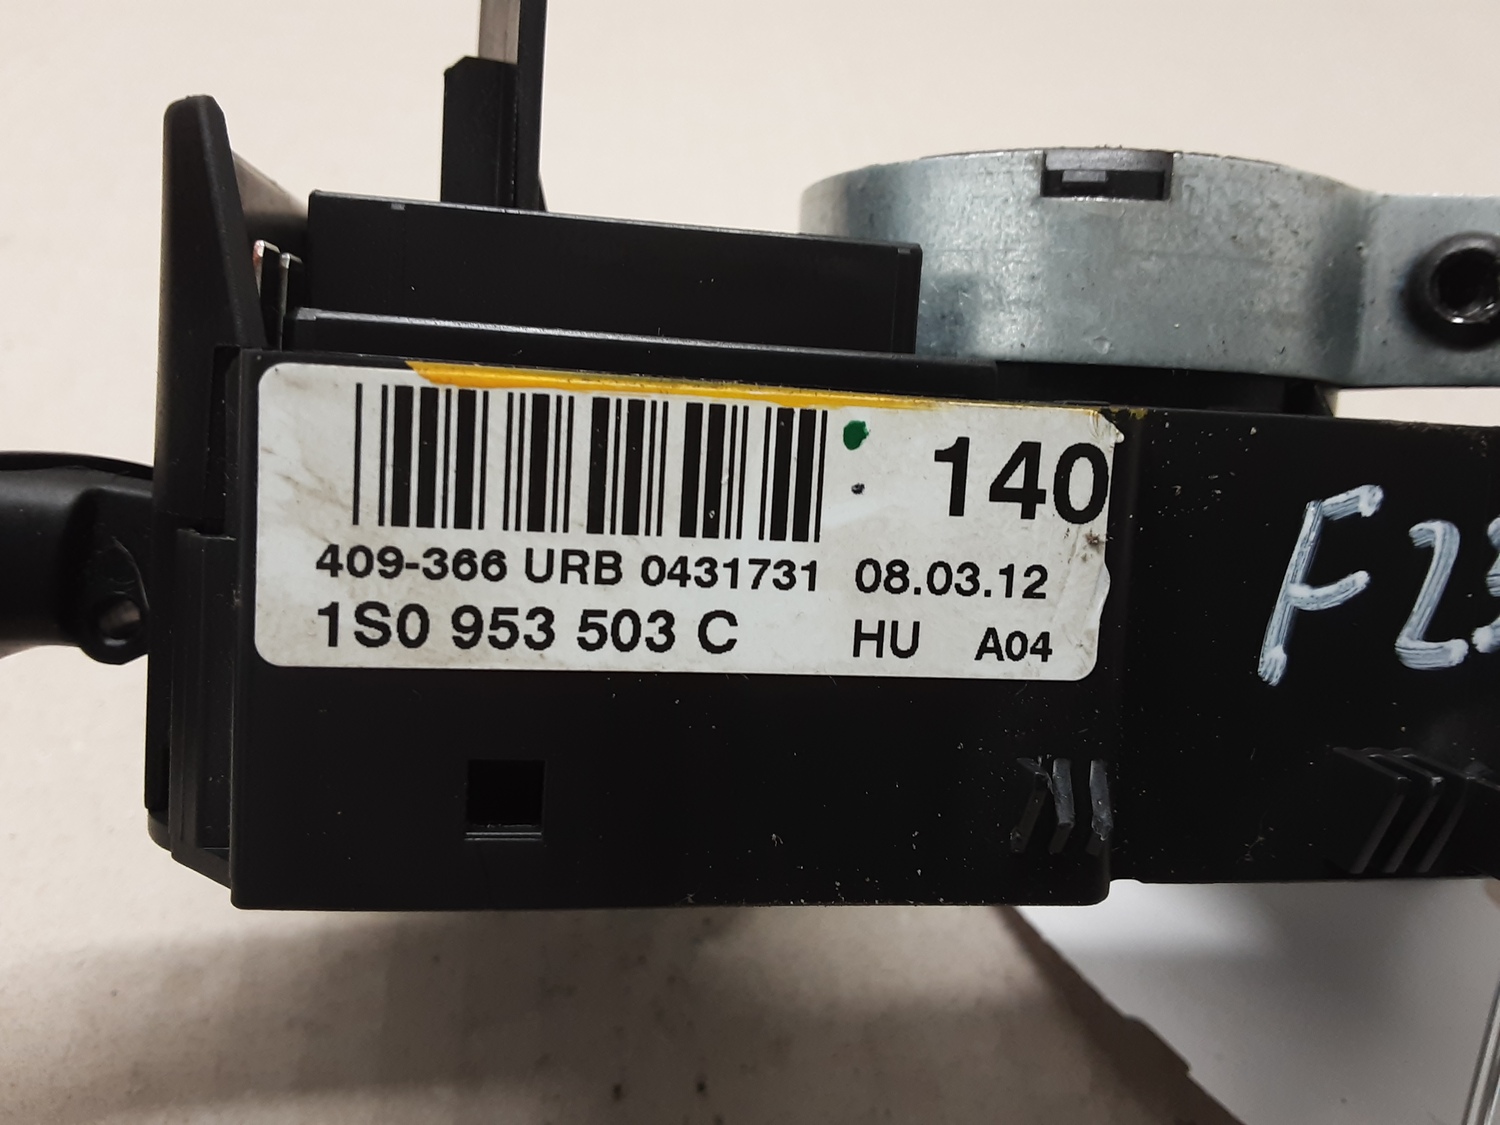 140
409-366 URB 0431731 08.03.12
1S0 953 503 C HU A04